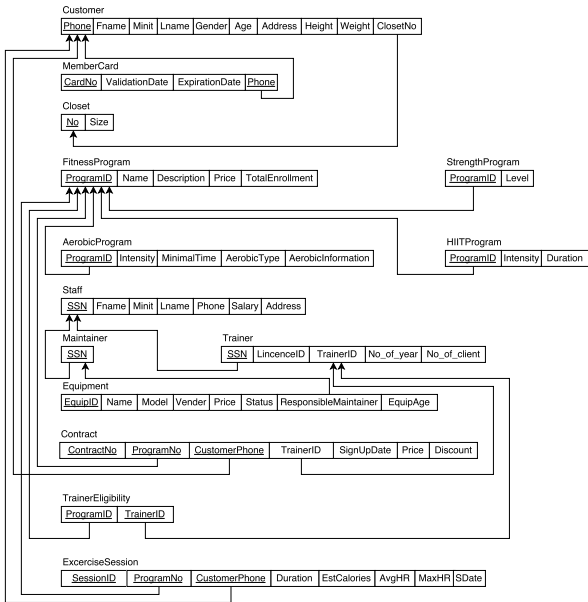 Customer
Phone Fname Minit Lname Gender Age Address Height Weight ClosetNo
MemberCard
CardNo ValidationDate ExpirationDate Phone
Closet
No Size
FitnessProgram
ProgramID Name Description Price TotalEnrollment
StrengthProgram
ProgramID Level
AerobicProgram
ProgramID Intensity MinimalTime AerobicType AerobicInformation
HIITProgram
ProgramID Intensity Duration
Staff
SSN Fname Minit Lname Phone Salary Address
Maintainer
SSN
Trainer
SSN LincenceID TrainerID No_of_year No_of_client
Equipment
EquipID Name Model Vender Price Status ResponsibleMaintainer EquipAge
Contract
ContractNo ProgramNo CustomerPhone TrainerID SignUpDate Price Discount
TrainerEligibility
ProgramID TrainerID
ExcerciseSession
SessionID ProgramNo CustomerPhone Duration EstCalories AvgHR MaxHR SDate